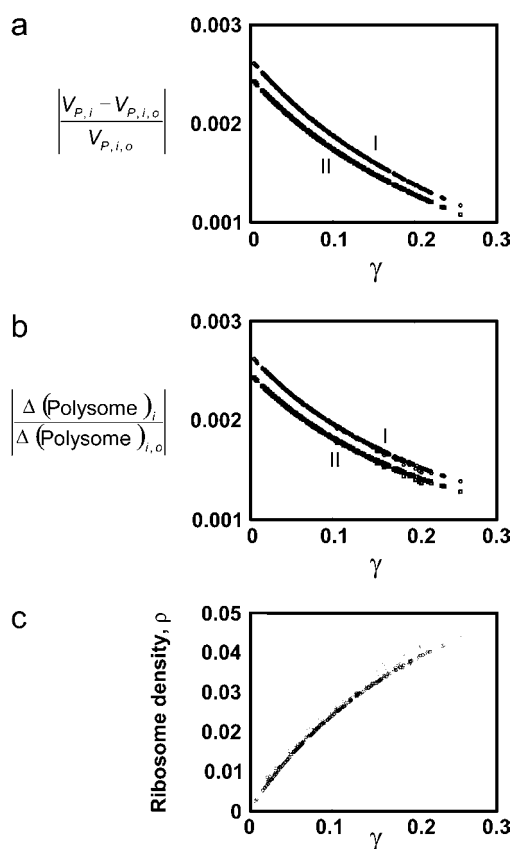 a
|V_{P,i} − V_{P,i,o}|
|V_{P,i,o}|
0.003
0.002
0.001
I
II
0
0.1
0.2
0.3
γ
b
|Δ (Polysome)_i|
|Δ (Polysome)_{i,o}|
0.003
0.002
0.001
I
II
0
0.1
0.2
0.3
γ
c
Ribosome density, ρ
0.05
0.04
0.03
0.02
0.01
0
0
0.1
0.2
0.3
γ